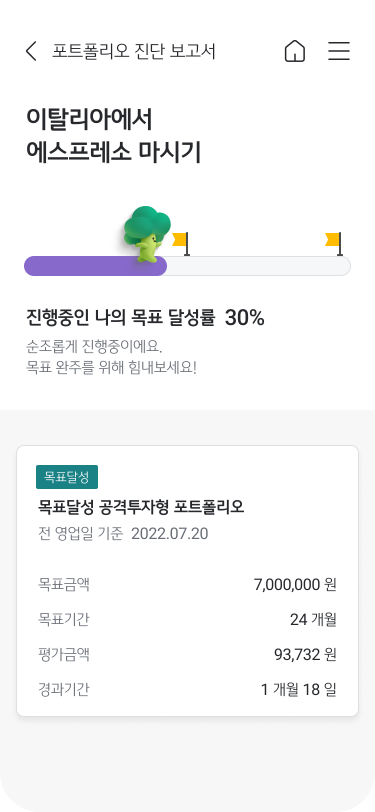 포트폴리오 진단 보고서
이탈리아에서
에스프레소 마시기
진행중인 나의 목표 달성률 30%
순조롭게 진행중이에요.
목표 완주를 위해 힘내보세요!
목표달성
목표달성 공격투자형 포트폴리오
전 영업일 기준 2022.07.20
목표금액 7,000,000 원
목표기간 24 개월
평가금액 93,732 원
경과기간 1 개월 18 일